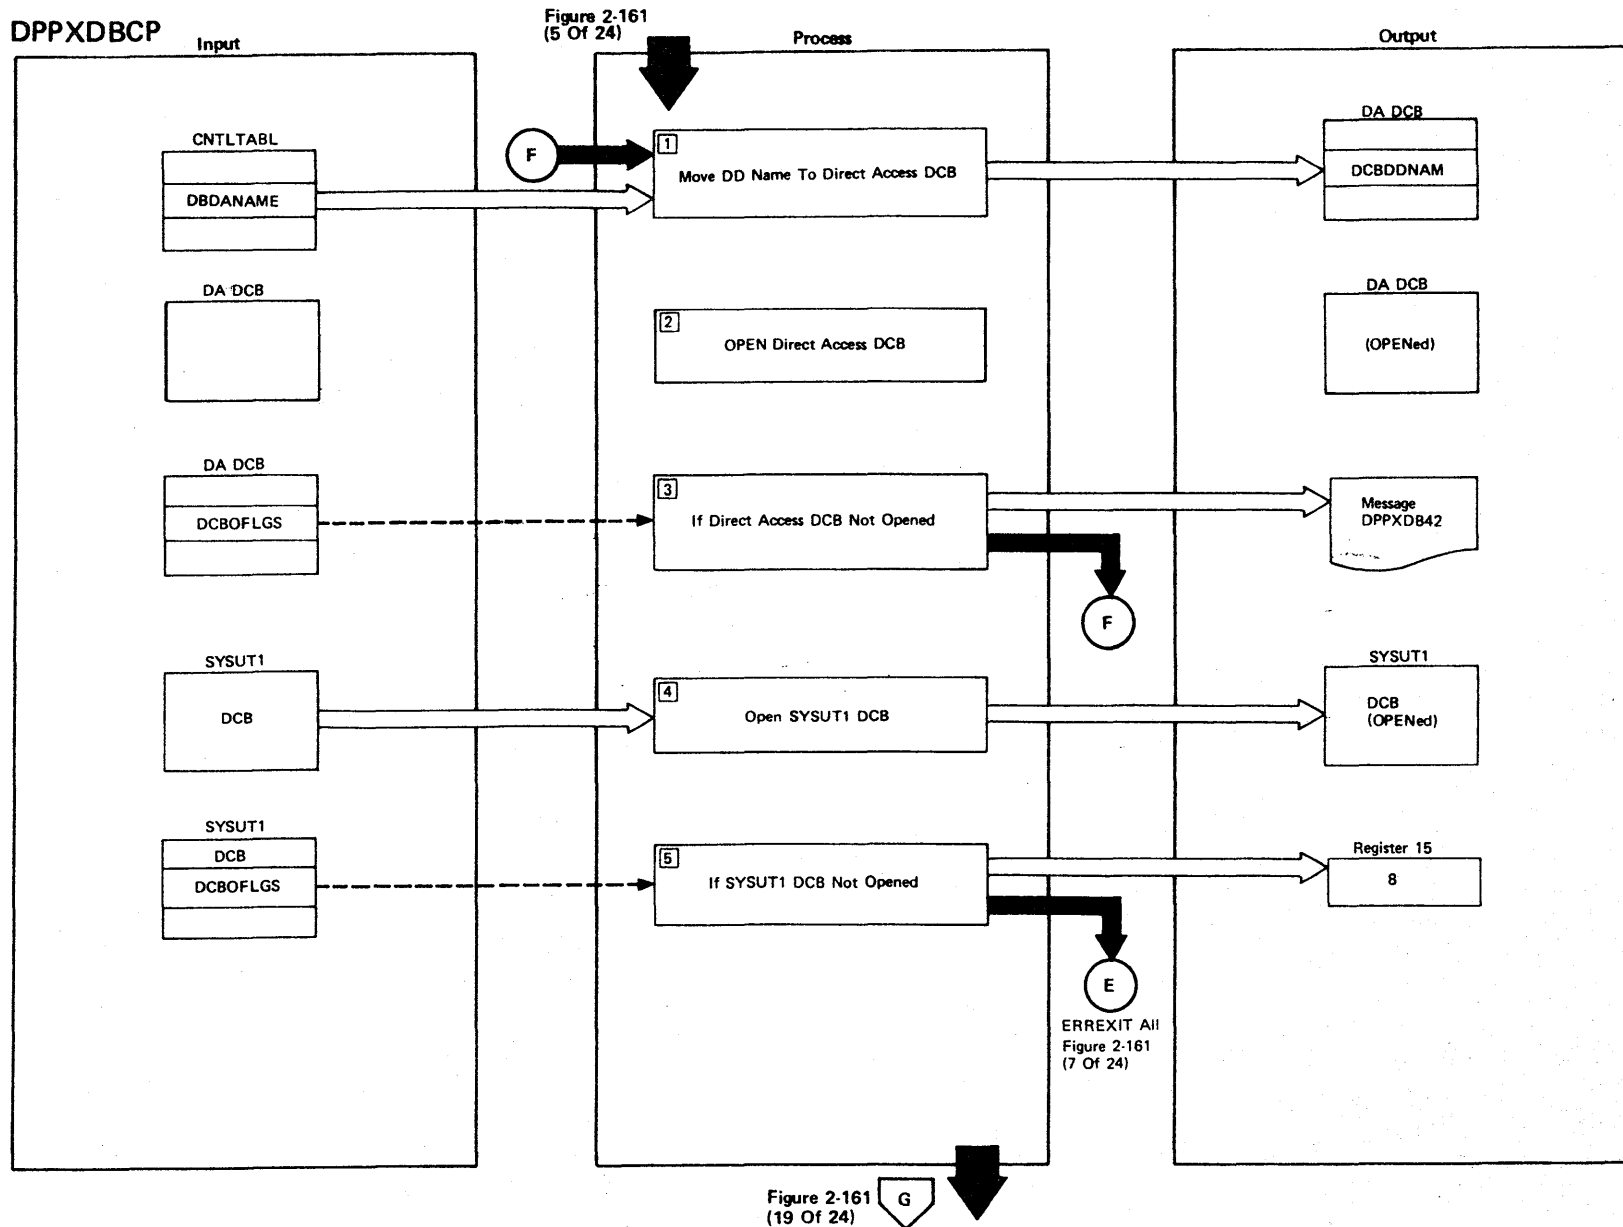 DPPXDBCP
Input
Figure 2-161
(5 Of 24)
Process
Output
CNTLTABL
DBDANAME
F
1
Move DD Name To Direct Access DCB
DA DCB
DCBDDNAM
DA DCB
2
OPEN Direct Access DCB
DA DCB
(OPENed)
DA DCB
DCBOFLGS
3
If Direct Access DCB Not Opened
Message
DPPXDB42
F
SYSUT1
DCB
4
Open SYSUT1 DCB
SYSUT1
DCB
(OPENed)
SYSUT1
DCB
DCBOFLGS
5
If SYSUT1 DCB Not Opened
Register 15
8
E
ERREXIT All
Figure 2-161
(7 Of 24)
Figure 2-161
(19 Of 24)
G